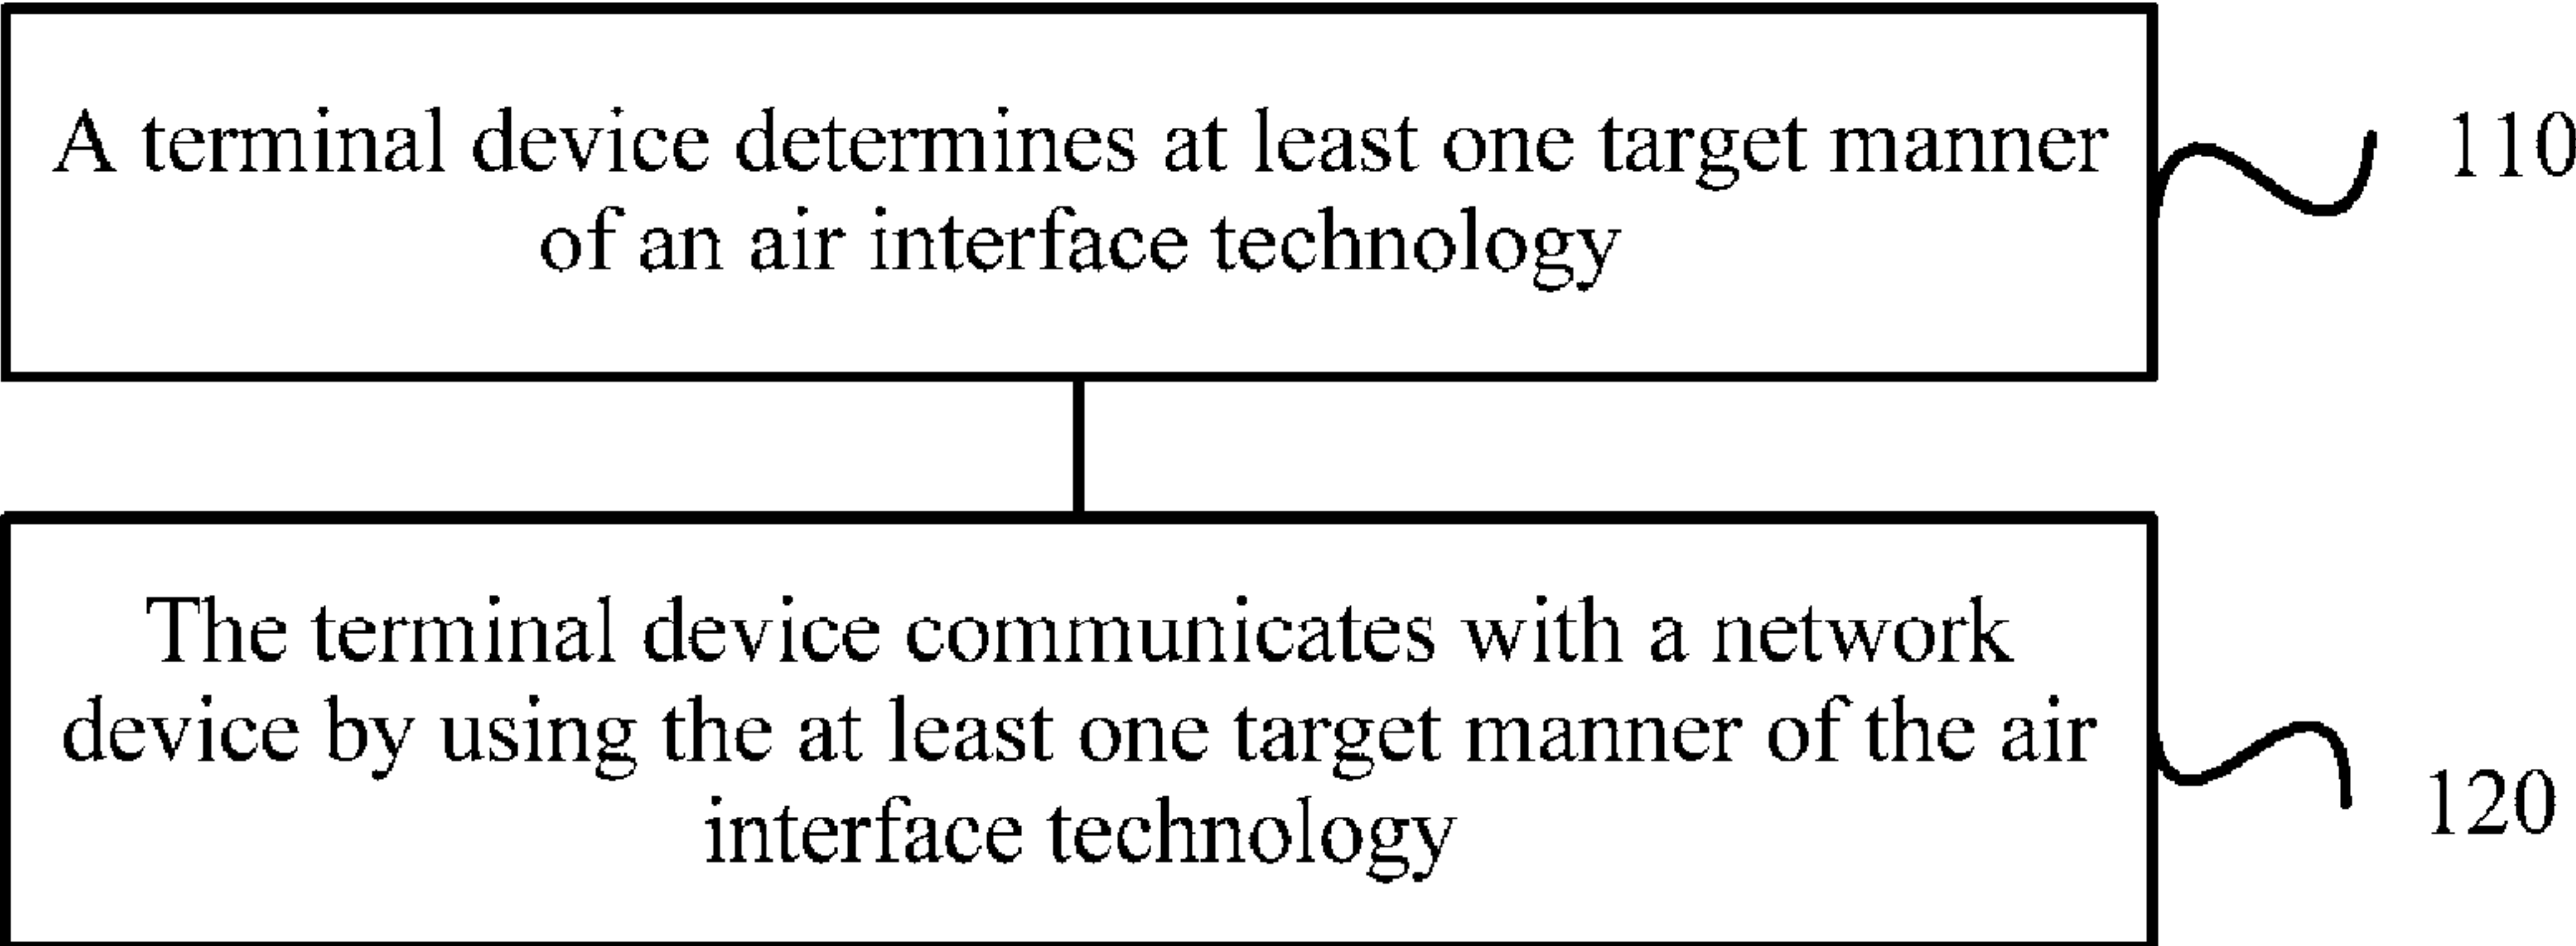 A terminal device determines at least one target manner
of an air interface technology
110
The terminal device communicates with a network
device by using the at least one target manner of the air
interface technology
120